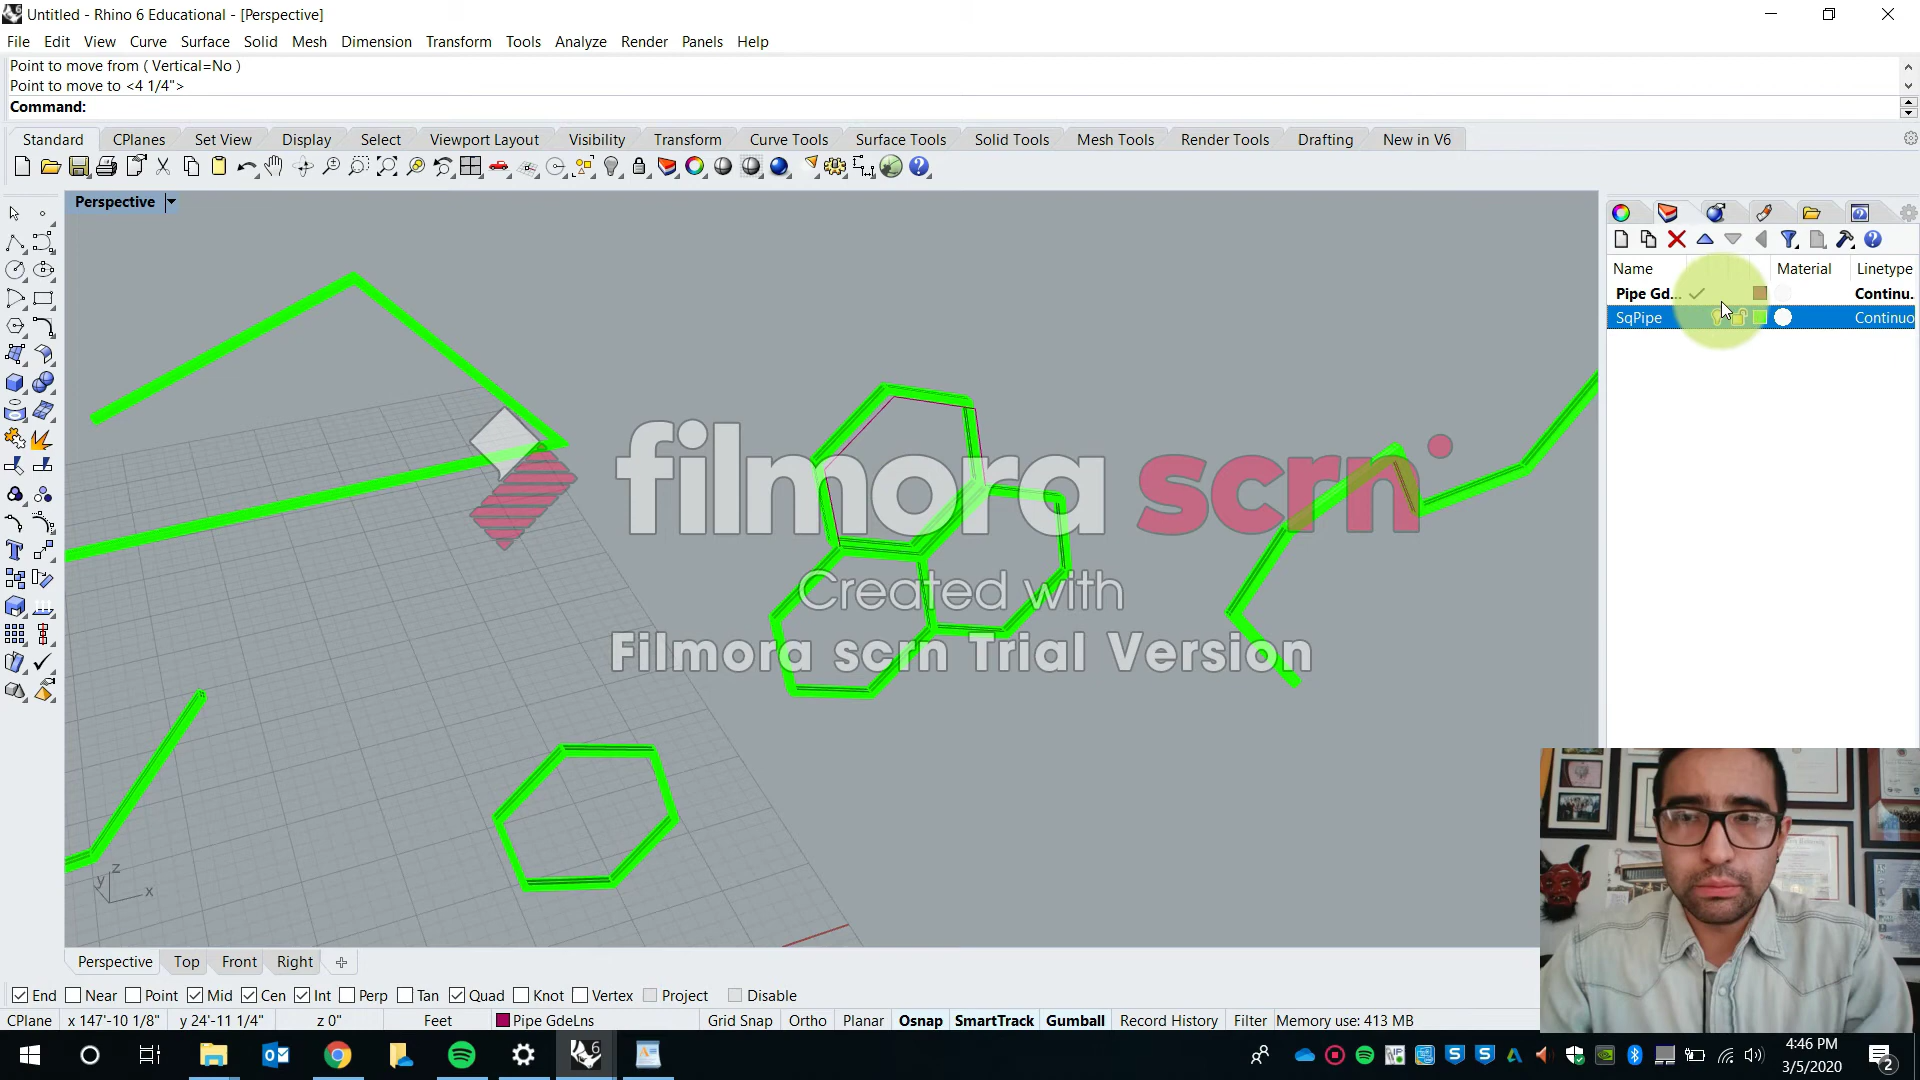 Untitled - Rhino 6 Educational - [Perspective]
File Edit View Curve Surface Solid Mesh Dimension Transform Tools Analyze Render Panels Help
Point to move from ( Vertical=No )
Point to move to <4 1/4">
Command:
Standard CPlanes Set View Display Select Viewport Layout Visibility Transform Curve Tools Surface Tools Solid Tools Mesh Tools Render Tools Drafting New in V6
Perspective
Name Material Linetype
Pipe Gd... Continu.
SqPipe Continuo
filmora scrn
Created with
Filmora scrn Trial Version
z
y
x
Perspective Top Front Right
End Near Point Mid Cen Int Perp Tan Quad Knot Vertex Project Disable
CPlane x 147'-10 1/8" y 24'-11 1/4" z 0" Feet Pipe GdeLns Grid Snap Ortho Planar Osnap SmartTrack Gumball Record History Filter Memory use: 413 MB
4:46 PM
3/5/2020
2